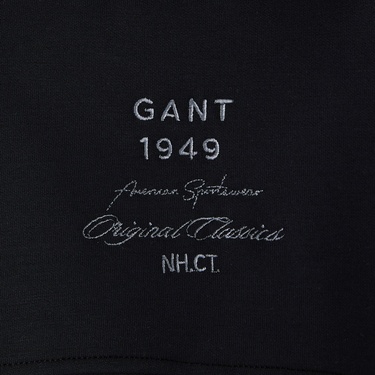 GANT
1949
American Sportswear
Original Classics
NH.CT.